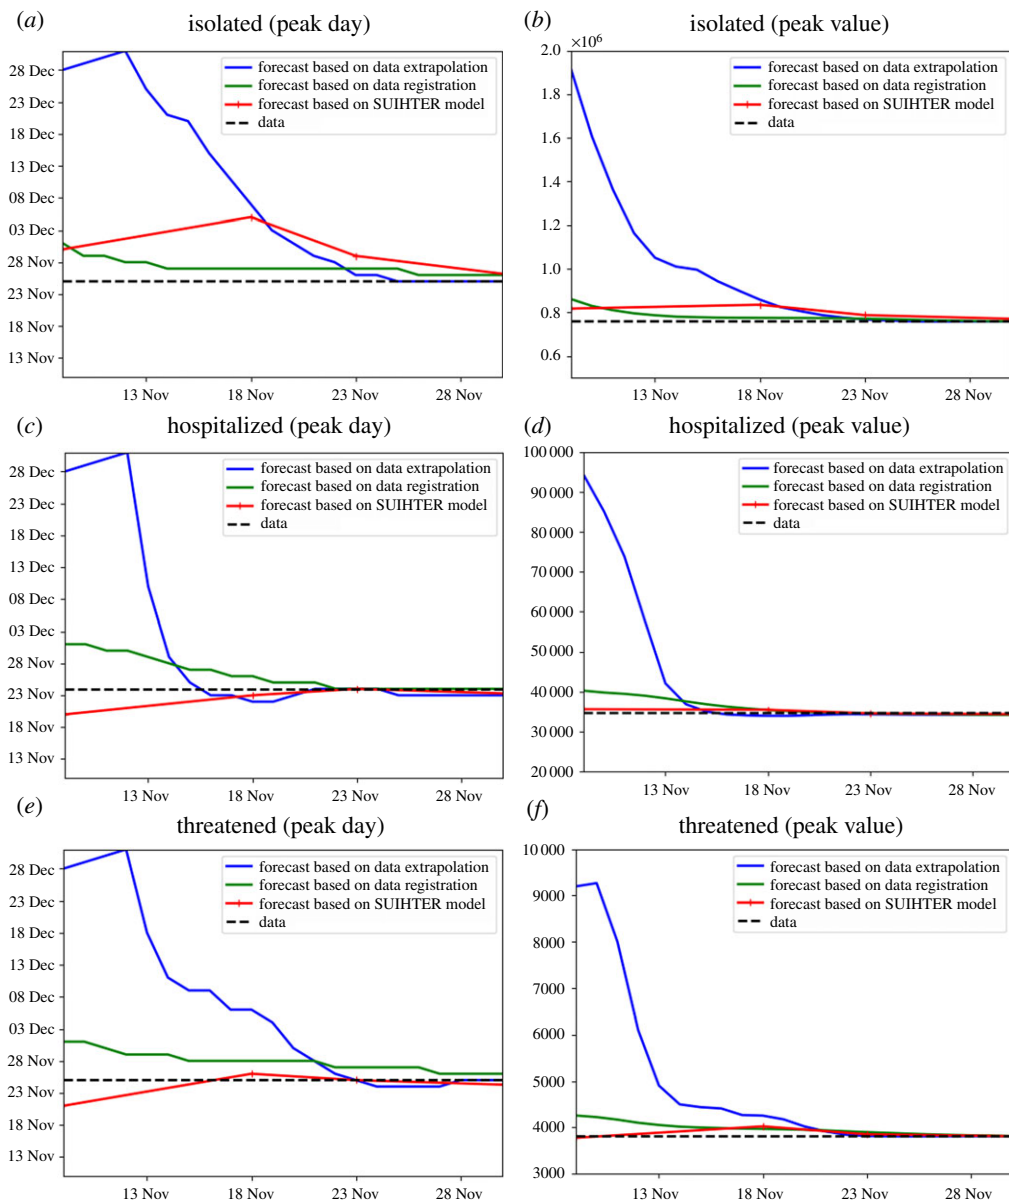 (a) isolated (peak day)
28 Dec
23 Dec
18 Dec
13 Dec
08 Dec
03 Dec
28 Nov
23 Nov
18 Nov
13 Nov
forecast based on data extrapolation
forecast based on data registration
forecast based on SUIHTER model
data
13 Nov 18 Nov 23 Nov 28 Nov
(b) isolated (peak value)
×10⁶
2.0
1.8
1.6
1.4
1.2
1.0
0.8
0.6
forecast based on data extrapolation
forecast based on data registration
forecast based on SUIHTER model
data
13 Nov 18 Nov 23 Nov 28 Nov
(c) hospitalized (peak day)
28 Dec
23 Dec
18 Dec
13 Dec
08 Dec
03 Dec
28 Nov
23 Nov
18 Nov
13 Nov
forecast based on data extrapolation
forecast based on data registration
forecast based on SUIHTER model
data
13 Nov 18 Nov 23 Nov 28 Nov
(d) hospitalized (peak value)
100 000
90 000
80 000
70 000
60 000
50 000
40 000
30 000
20 000
forecast based on data extrapolation
forecast based on data registration
forecast based on SUIHTER model
data
13 Nov 18 Nov 23 Nov 28 Nov
(e) threatened (peak day)
28 Dec
23 Dec
18 Dec
13 Dec
08 Dec
03 Dec
28 Nov
23 Nov
18 Nov
13 Nov
forecast based on data extrapolation
forecast based on data registration
forecast based on SUIHTER model
data
13 Nov 18 Nov 23 Nov 28 Nov
(f) threatened (peak value)
10 000
9000
8000
7000
6000
5000
4000
3000
forecast based on data extrapolation
forecast based on data registration
forecast based on SUIHTER model
data
13 Nov 18 Nov 23 Nov 28 Nov